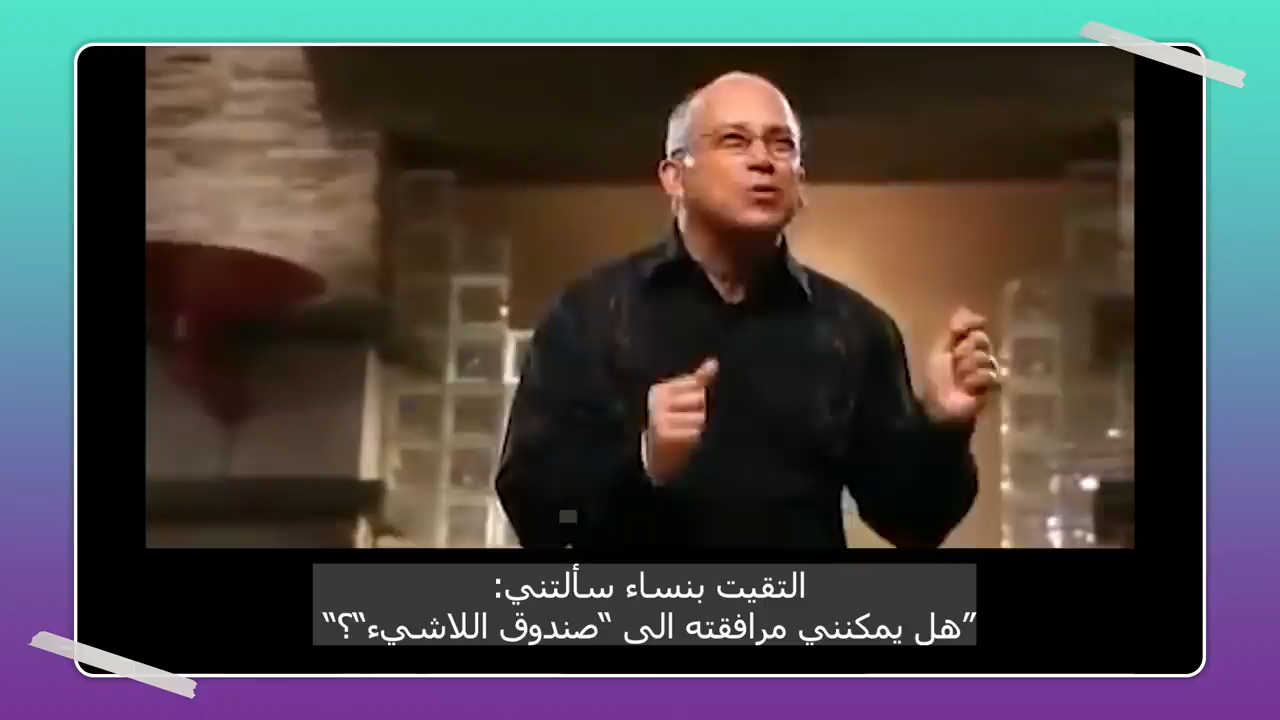 التقيت بنساء سألتني:
”هل يمكنني مرافقته الى “صندوق اللاشيء“؟“